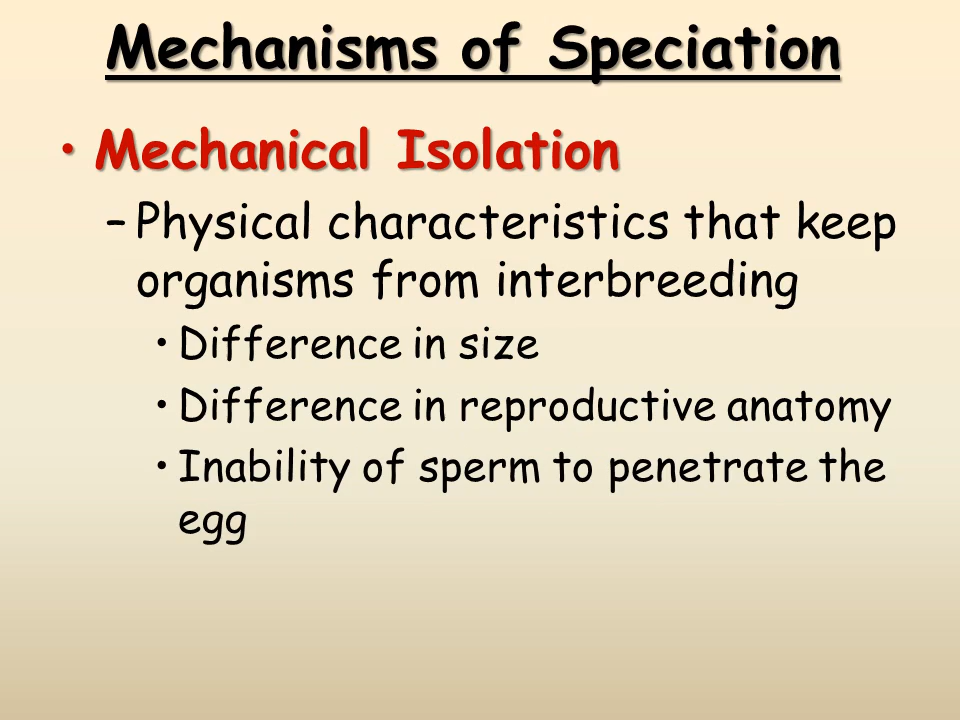 Mechanisms of Speciation
• Mechanical Isolation
– Physical characteristics that keep
organisms from interbreeding
• Difference in size
• Difference in reproductive anatomy
• Inability of sperm to penetrate the
egg